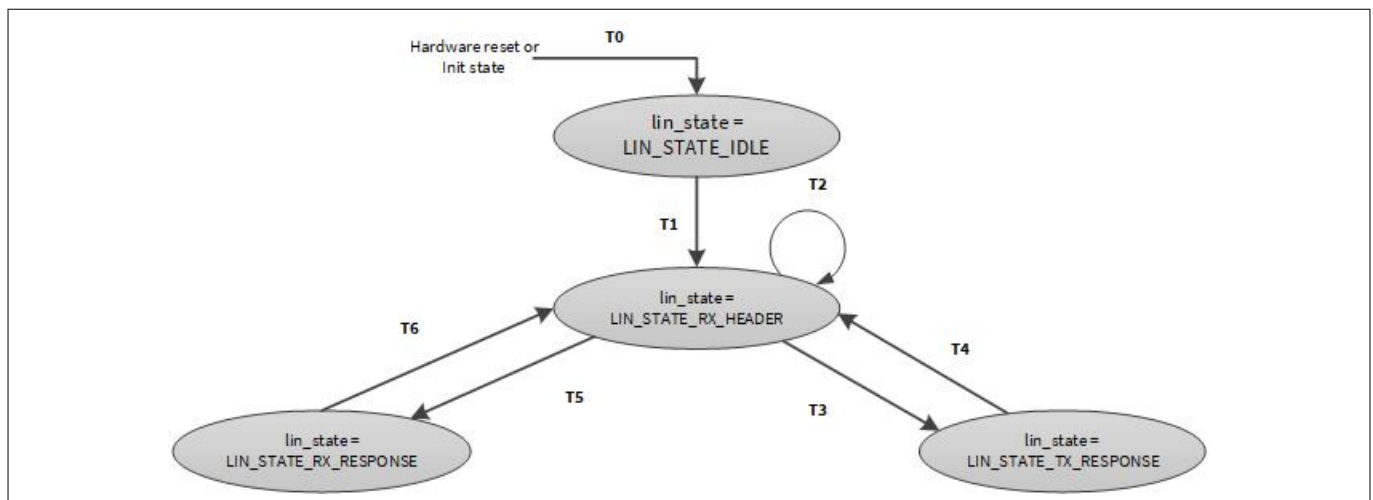 Hardware reset or
Init state
T0
lin_state =
LIN_STATE_IDLE
T1
T2
lin_state =
LIN_STATE_RX_HEADER
T6
T5
T3
T4
lin_state =
LIN_STATE_RX_RESPONSE
lin_state =
LIN_STATE_TX_RESPONSE